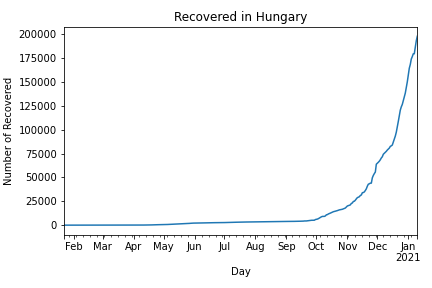 Recovered in Hungary
200000
175000
150000
125000
100000
75000
50000
25000
0
Number of Recovered
Feb Mar Apr May Jun Jul Aug Sep Oct Nov Dec Jan
2021
Day